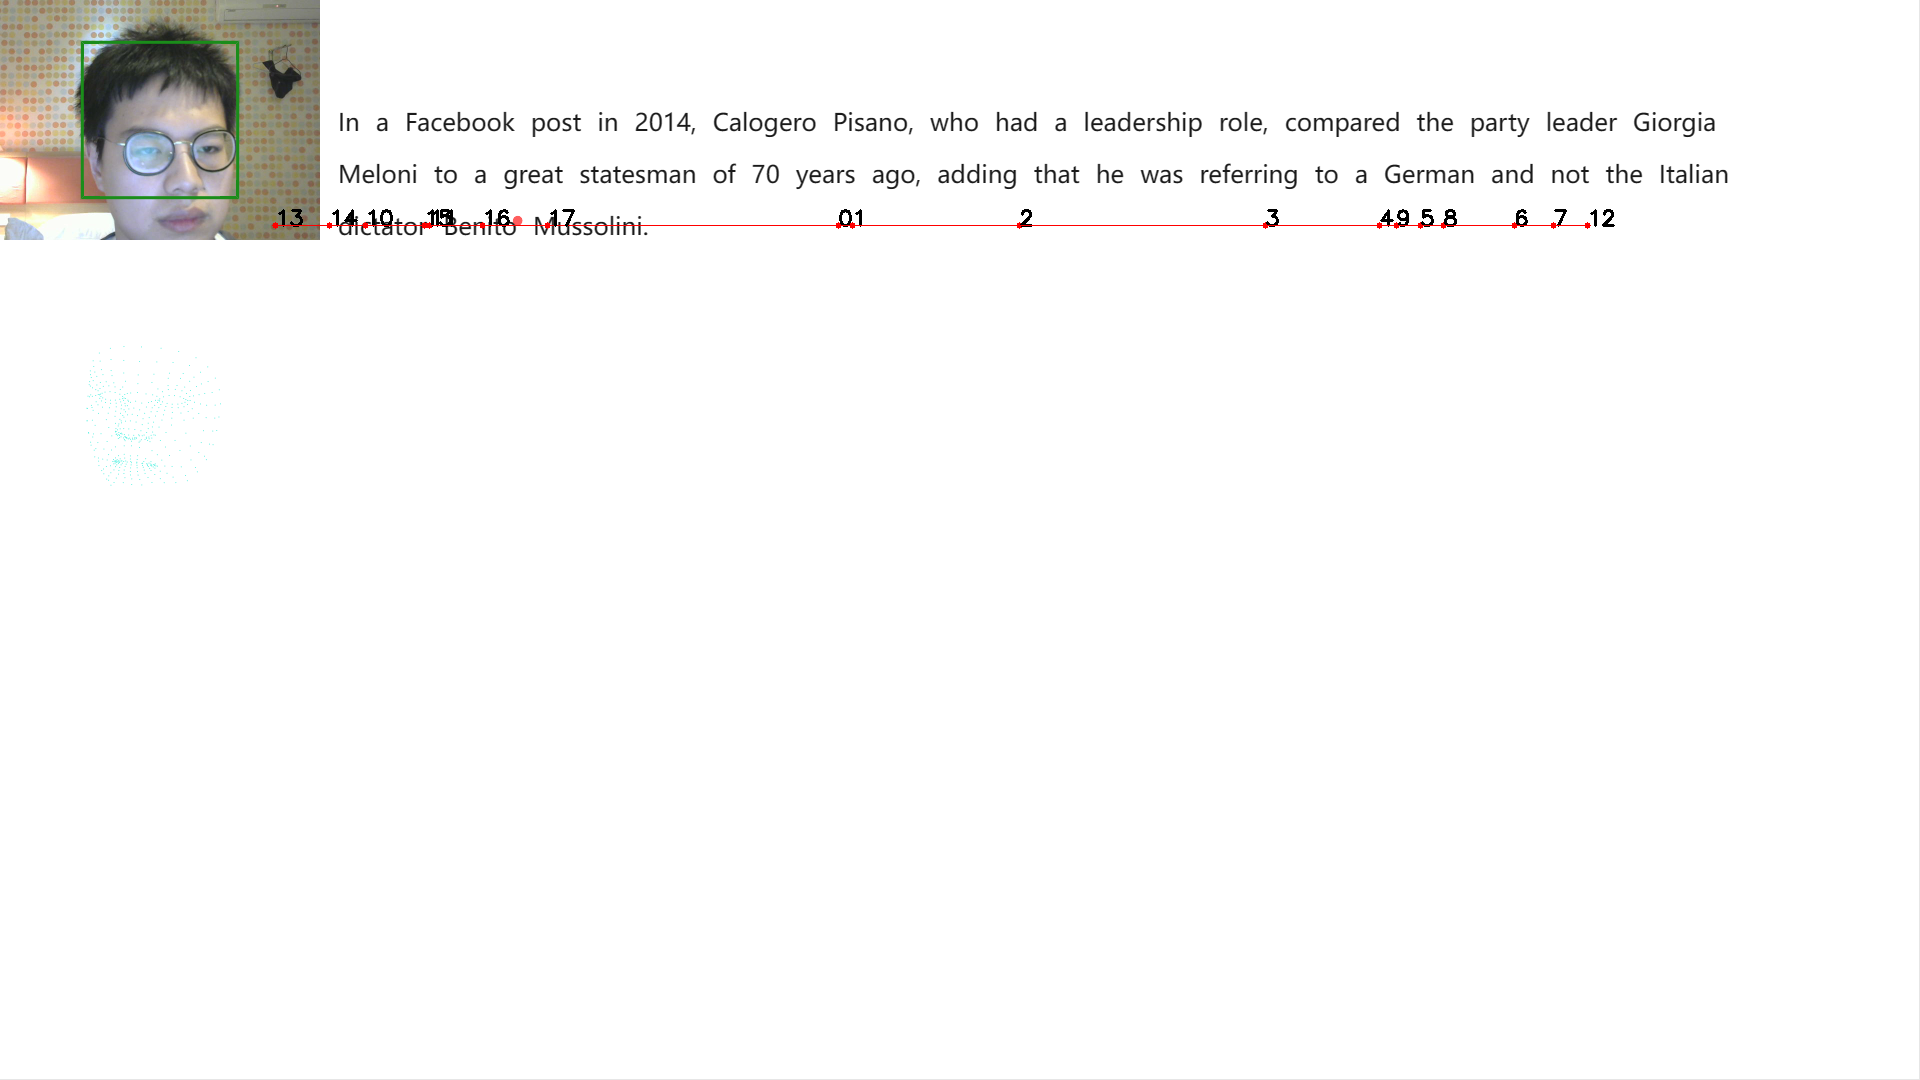 In a Facebook post in 2014, Calogero Pisano, who had a leadership role, compared the party leader Giorgia
Meloni to a great statesman of 70 years ago, adding that he was referring to a German and not the Italian
13 14 10 15 16 17 0 1 2 3 4 9 5 8 6 7 12
dictator Benito Mussolini.